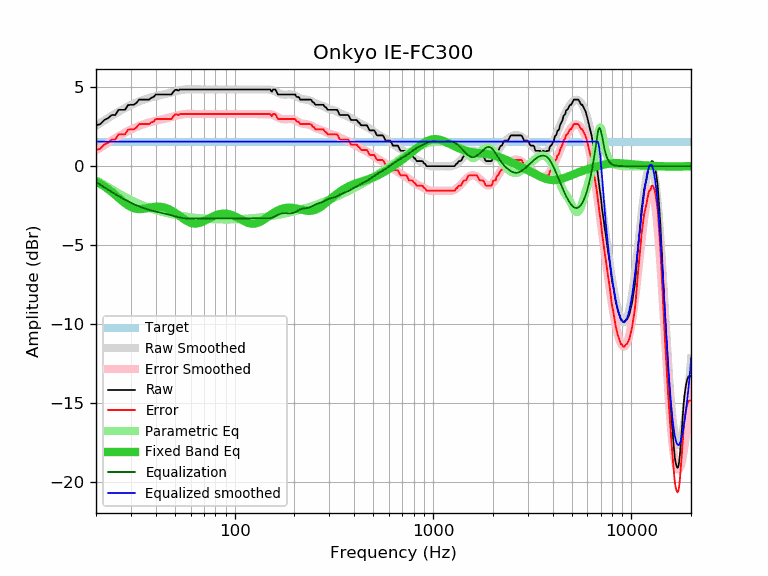 Onkyo IE-FC300
Amplitude (dBr)
5
0
−5
−10
−15
−20
Target
Raw Smoothed
Error Smoothed
Raw
Error
Parametric Eq
Fixed Band Eq
Equalization
Equalized smoothed
100
1000
10000
Frequency (Hz)